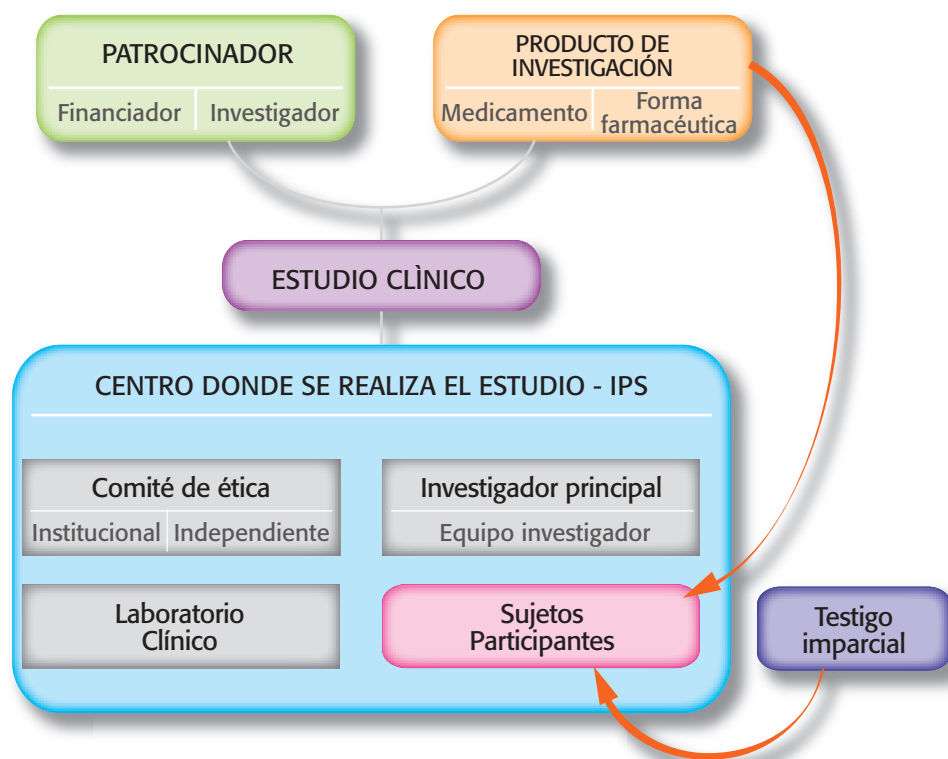 PATROCINADOR
Financiador
Investigador
PRODUCTO DE
INVESTIGACIÓN
Medicamento
Forma
farmacéutica
ESTUDIO CLÌNICO
CENTRO DONDE SE REALIZA EL ESTUDIO - IPS
Comité de ética
Institucional
Independiente
Investigador principal
Equipo investigador
Laboratorio
Clínico
Sujetos
Participantes
Testigo
imparcial